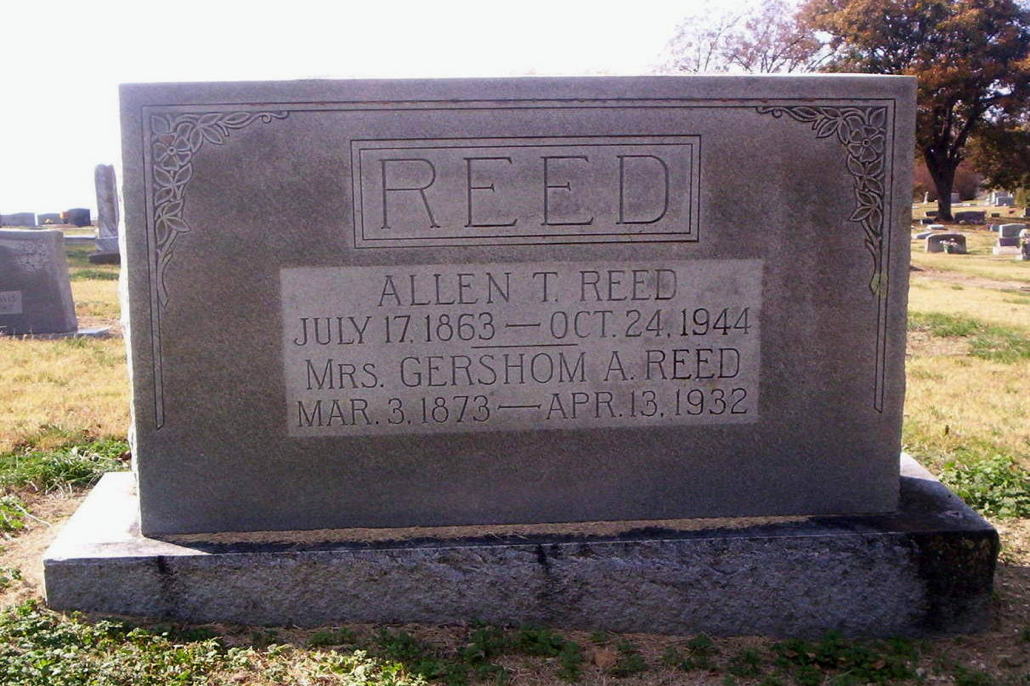 REED
ALLEN T. REED
JULY 17, 1863 — OCT. 24, 1944
MRS. GERSHOM A. REED
MAR. 3, 1873 — APR. 13, 1932